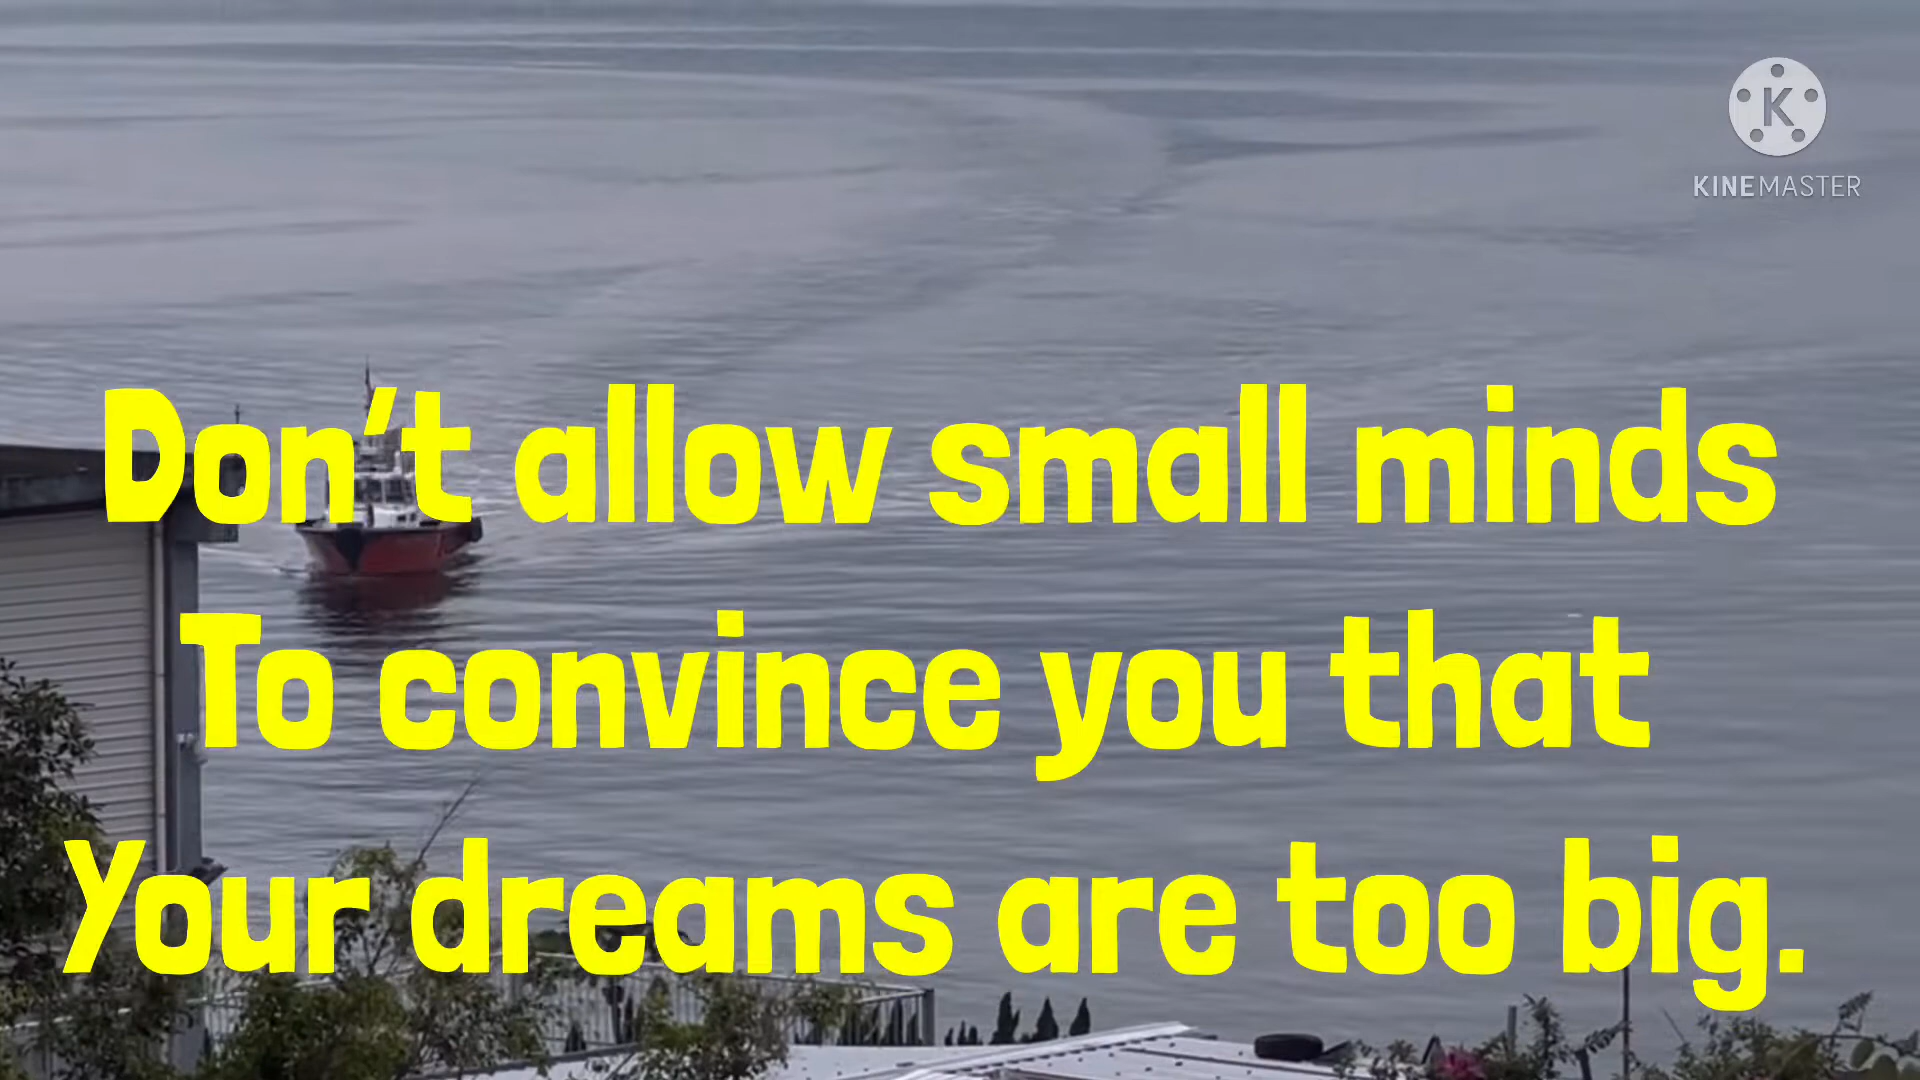 K
KINEMASTER
Don't allow small minds
To convince you that
Your dreams are too big.